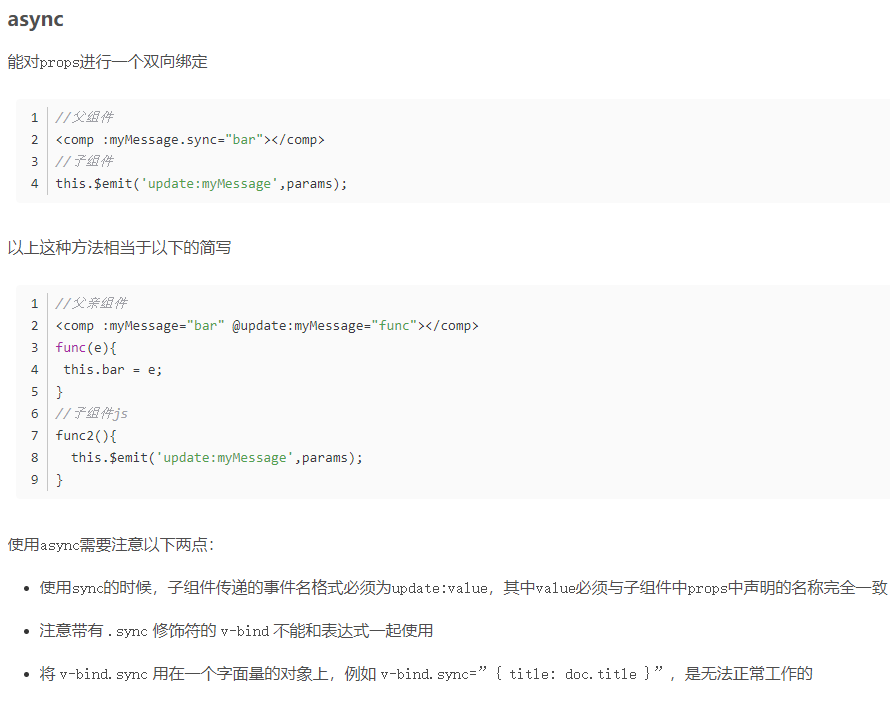 async
能对props进行一个双向绑定
1 //父组件
2 <comp :myMessage.sync="bar"></comp>
3 //子组件
4 this.$emit('update:myMessage',params);
以上这种方法相当于以下的简写
1 //父亲组件
2 <comp :myMessage="bar" @update:myMessage="func"></comp>
3 func(e){
4  this.bar = e;
5 }
6 //子组件js
7 func2(){
8   this.$emit('update:myMessage',params);
9 }
使用async需要注意以下两点：
• 使用sync的时候，子组件传递的事件名格式必须为update:value，其中value必须与子组件中props中声明的名称完全一致
• 注意带有 .sync 修饰符的 v-bind 不能和表达式一起使用
• 将 v-bind.sync 用在一个字面量的对象上，例如 v-bind.sync=”{ title: doc.title }”，是无法正常工作的